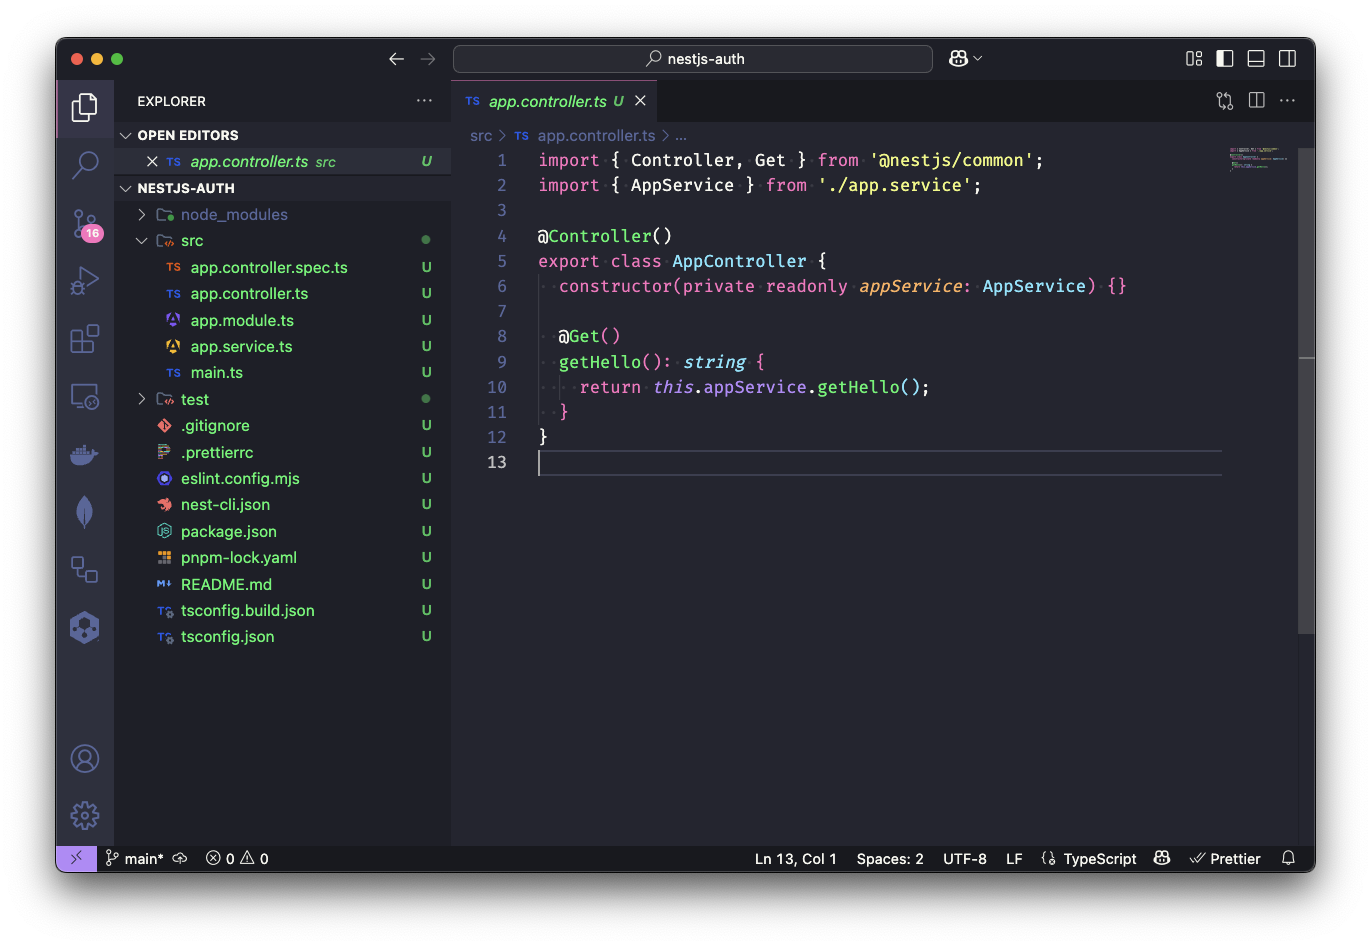 nestjs-auth
EXPLORER
OPEN EDITORS
TS app.controller.ts src U
NESTJS-AUTH
node_modules
src
TS app.controller.spec.ts U
TS app.controller.ts U
app.module.ts U
app.service.ts U
TS main.ts U
test
.gitignore U
.prettierrc U
eslint.config.mjs U
nest-cli.json U
JS package.json U
pnpm-lock.yaml U
M↓ README.md U
TS tsconfig.build.json U
TS tsconfig.json U
16
TS app.controller.ts U
src > TS app.controller.ts > ...
1 import { Controller, Get } from '@nestjs/common';
2 import { AppService } from './app.service';
3
4 @Controller()
5 export class AppController {
6   constructor(private readonly appService: AppService) {}
7
8   @Get()
9   getHello(): string {
10     return this.appService.getHello();
11   }
12 }
13
main* 0 0 Ln 13, Col 1 Spaces: 2 UTF-8 LF TypeScript Prettier